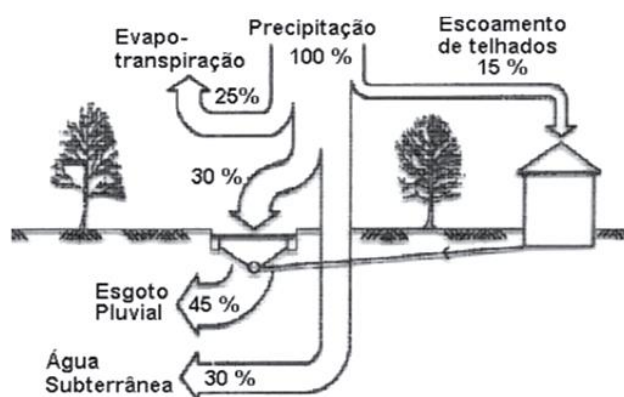 Precipitação
100 %
Evapo-
transpiração
25%
Escoamento
de telhados
15 %
30 %
Esgoto
Pluvial
45 %
Água
Subterrânea
30 %